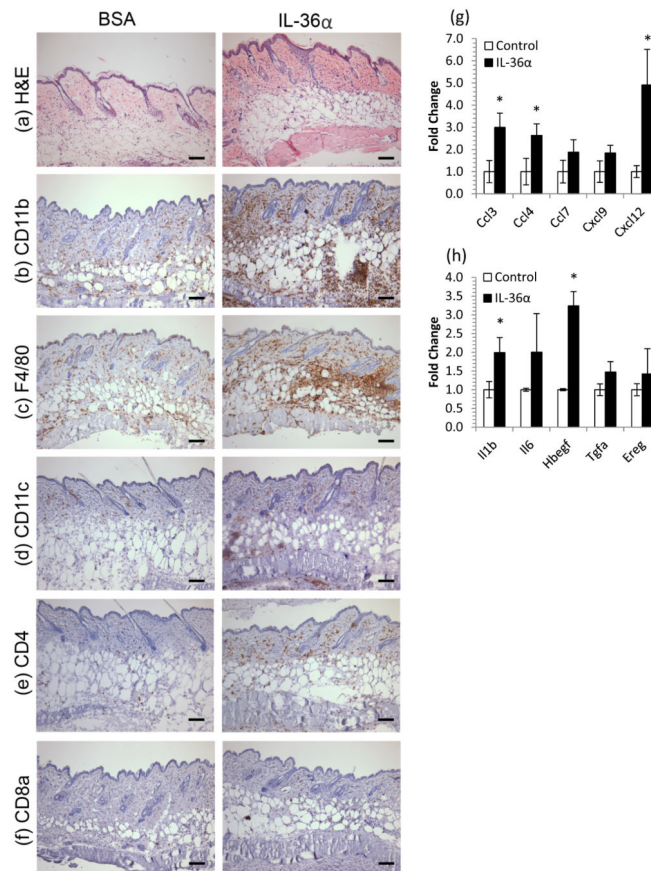 BSA
IL-36α
(a) H&E
(b) CD11b
(c) F4/80
(d) CD11c
(e) CD4
(f) CD8a
(g)
Control
IL-36α
Fold Change
8.0
7.0
6.0
5.0
4.0
3.0
2.0
1.0
0.0
*
*
*
Ccl3
Ccl4
Ccl7
Cxcl9
Cxcl12
(h)
Control
IL-36α
Fold Change
4.0
3.5
3.0
2.5
2.0
1.5
1.0
0.5
0.0
*
*
Il1b
Il6
Hbegf
Tgfa
Ereg